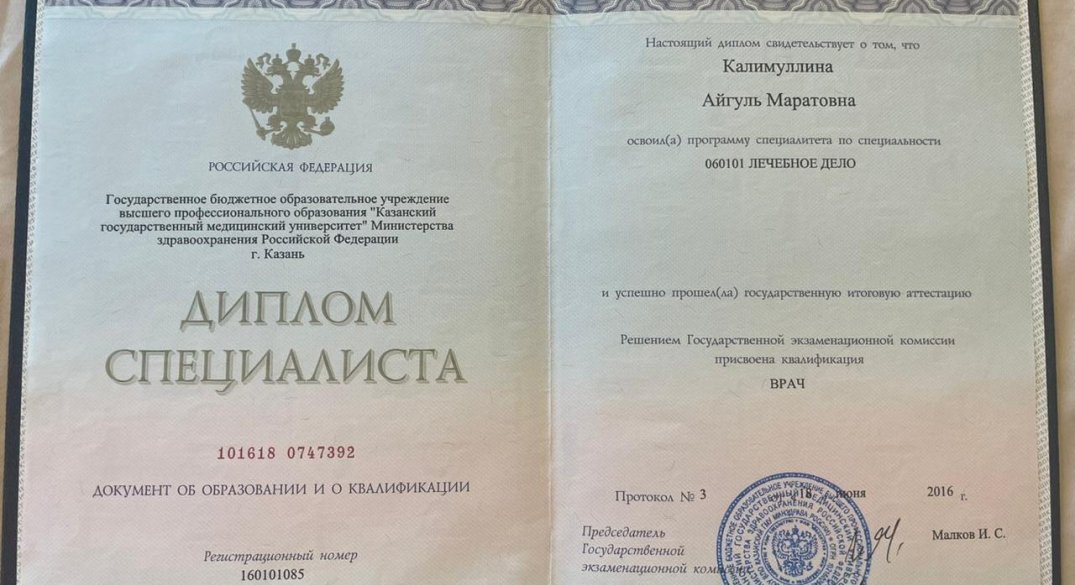 РОССИЙСКАЯ ФЕДЕРАЦИЯ
Государственное бюджетное образовательное учреждение
высшего профессионального образования "Казанский
государственный медицинский университет" Министерства
здравоохранения Российской Федерации
г. Казань
ДИПЛОМ
СПЕЦИАЛИСТА
101618 0747392
ДОКУМЕНТ ОБ ОБРАЗОВАНИИ И О КВАЛИФИКАЦИИ
Регистрационный номер
160101085
Настоящий диплом свидетельствует о том, что
Калимуллина
Айгуль Маратовна
освоил(а) программу специалитета по специальности
060101 ЛЕЧЕБНОЕ ДЕЛО
и успешно прошел(ла) государственную итоговую аттестацию
Решением Государственной экзаменационной комиссии
присвоена квалификация
ВРАЧ
Протокол № 3 18 июня 2016 г.
Председатель
Государственной
экзаменационной
Малков И. С.